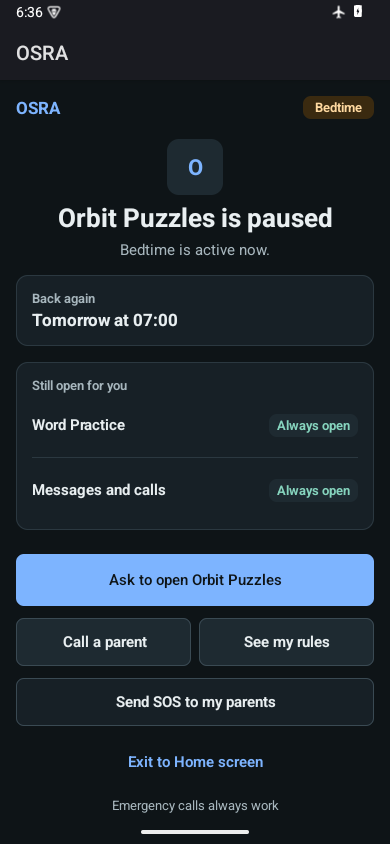 6:36
OSRA
OSRA
Bedtime
O
Orbit Puzzles is paused
Bedtime is active now.
Back again
Tomorrow at 07:00
Still open for you
Word Practice
Always open
Messages and calls
Always open
Ask to open Orbit Puzzles
Call a parent
See my rules
Send SOS to my parents
Exit to Home screen
Emergency calls always work